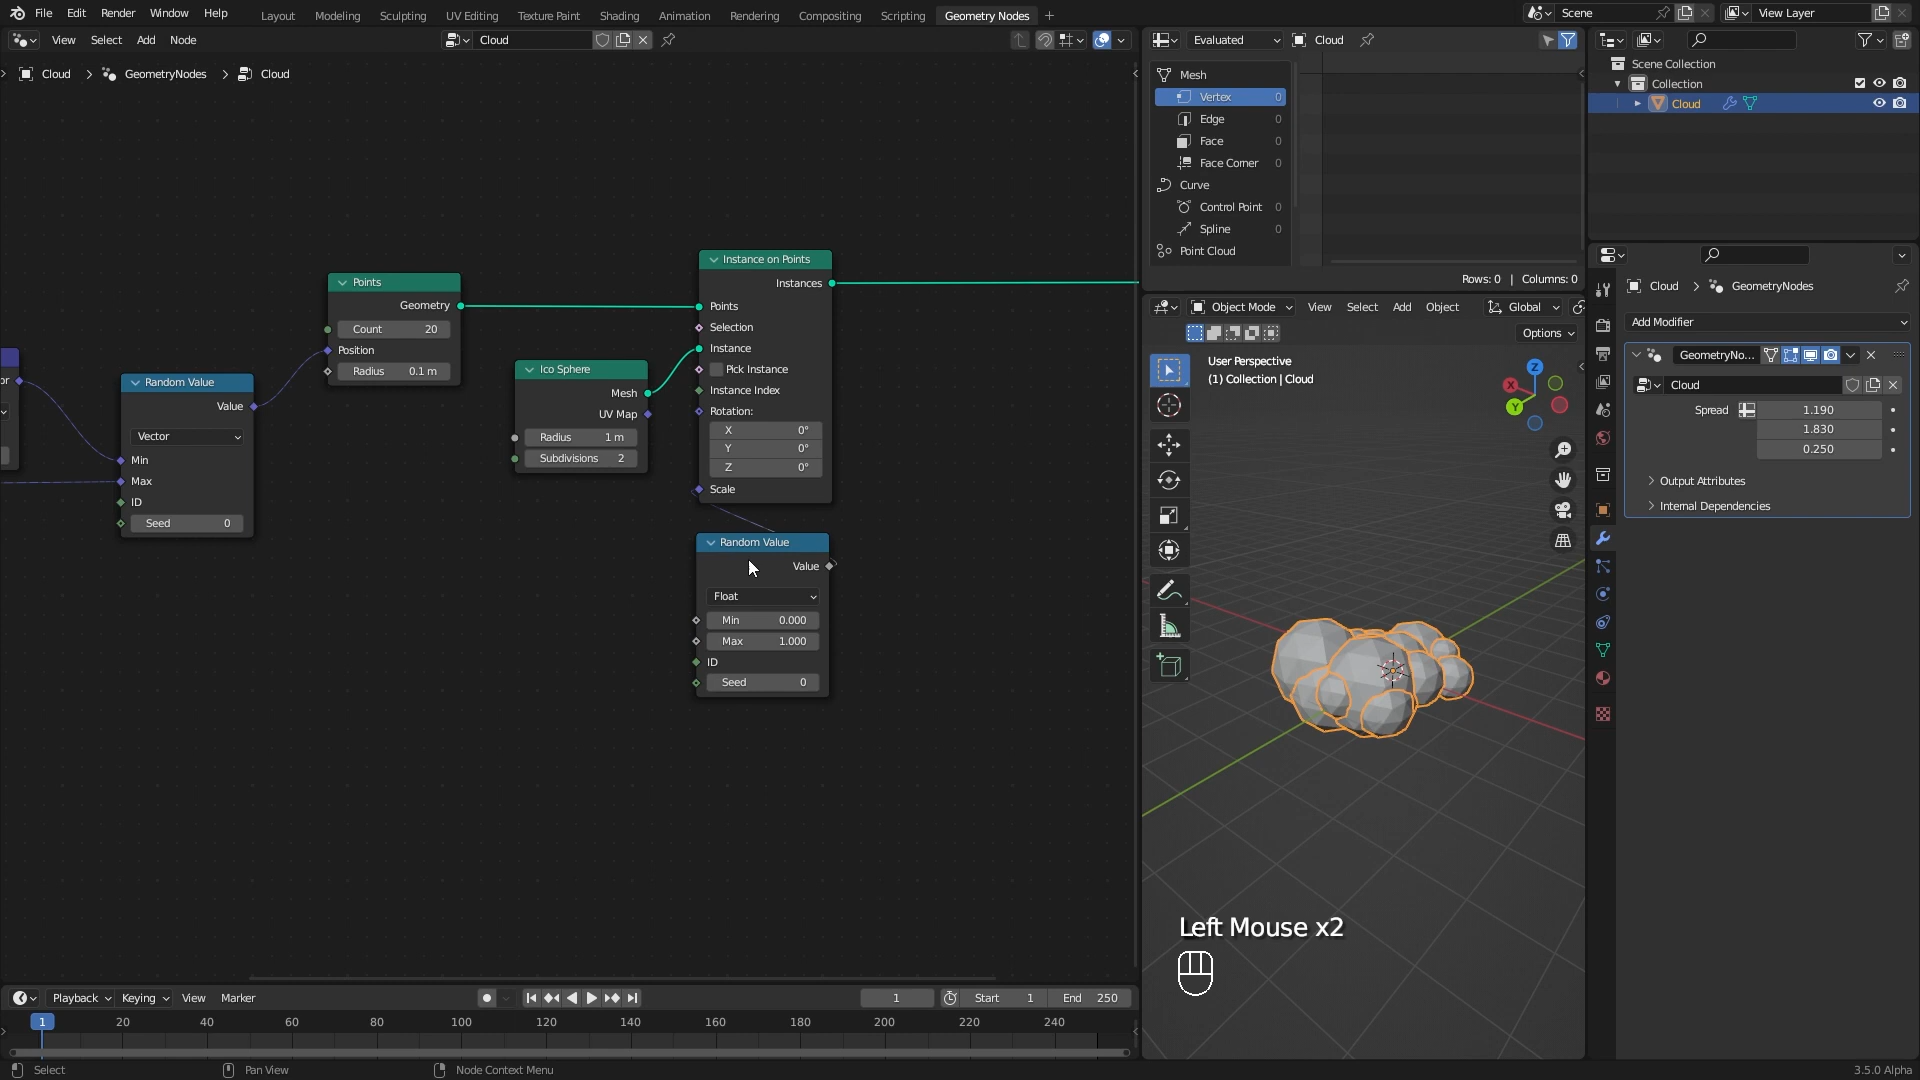 File Edit Render Window Help
Layout Modeling Sculpting UV Editing Texture Paint Shading Animation Rendering Compositing Scripting Geometry Nodes +
Scene View Layer
View Select Add Node Cloud
Cloud > GeometryNodes > Cloud
Evaluated Cloud
Mesh
Vertex 0
Edge 0
Face 0
Face Corner 0
Curve
Control Point 0
Spline 0
Point Cloud
Rows: 0 | Columns: 0
Scene Collection
Collection
Cloud
Points
Geometry
Count 20
Position
Radius 0.1 m
Random Value
Value
Vector
Min
Max
ID
Seed 0
Ico Sphere
Mesh
UV Map
Radius 1 m
Subdivisions 2
Instance on Points
Instances
Points
Selection
Instance
Pick Instance
Instance Index
Rotation:
X 0°
Y 0°
Z 0°
Scale
Random Value
Value
Float
Min 0.000
Max 1.000
ID
Seed 0
Object Mode View Select Add Object Global
Options
User Perspective
(1) Collection | Cloud
Z
X
Y
Left Mouse x2
Cloud > GeometryNodes
Add Modifier
GeometryNo...
Cloud
Spread 1.190
1.830
0.250
Output Attributes
Internal Dependencies
Playback Keying View Marker
1 Start 1 End 250
1 20 40 60 80 100 120 140 160 180 200 220 240
Select Pan View Node Context Menu 3.5.0 Alpha